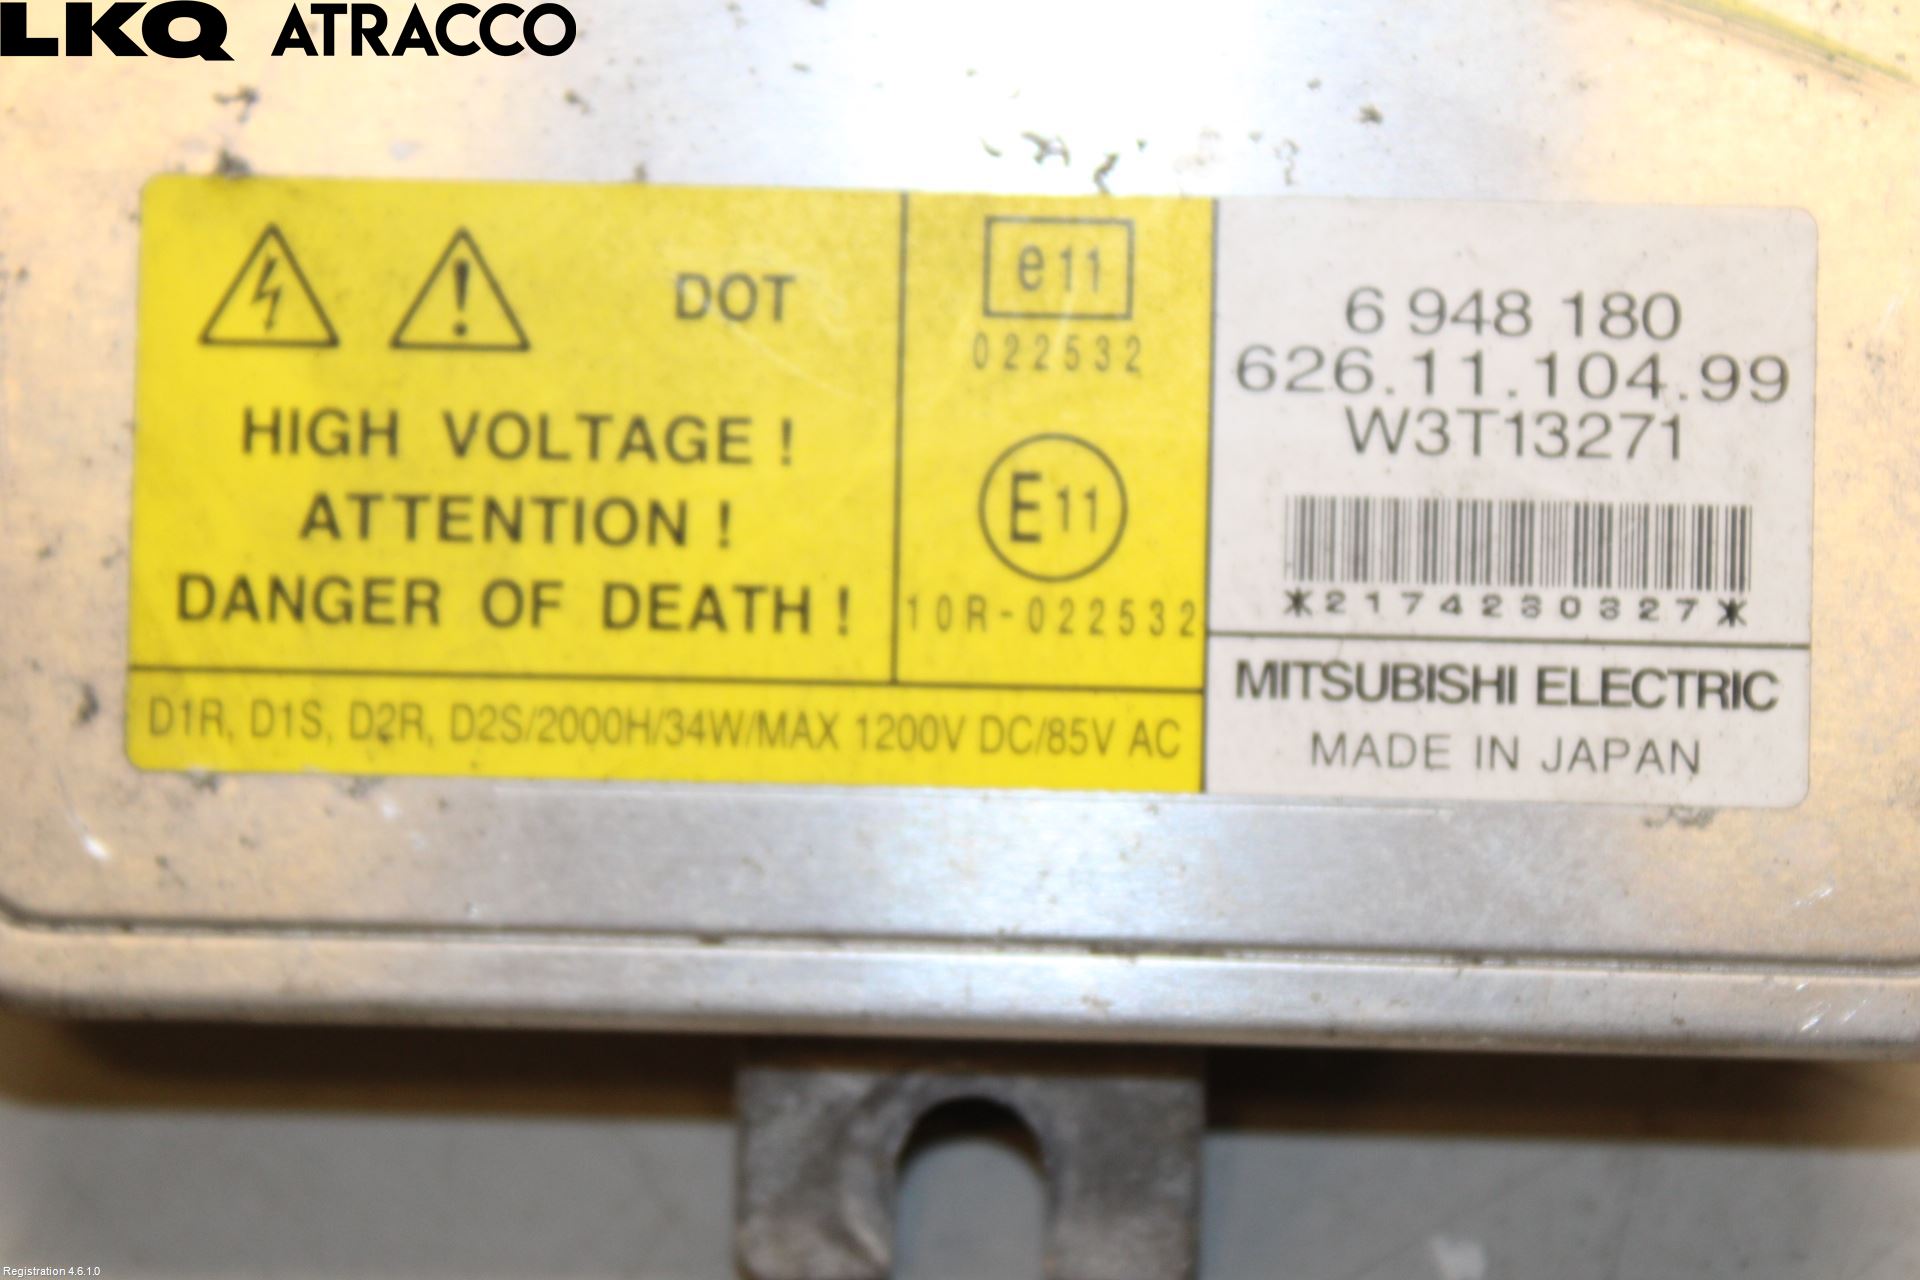 LKQ ATRACCO
DOT
HIGH VOLTAGE !
ATTENTION !
DANGER OF DEATH !
e11
022532
E11
10R-022532
D1R, D1S, D2R, D2S/2000H/34W/MAX 1200V DC/85V AC
6 948 180
626.11.104.99
W3T13271
*2174230327*
MITSUBISHI ELECTRIC
MADE IN JAPAN
Registration 4.6.1.0